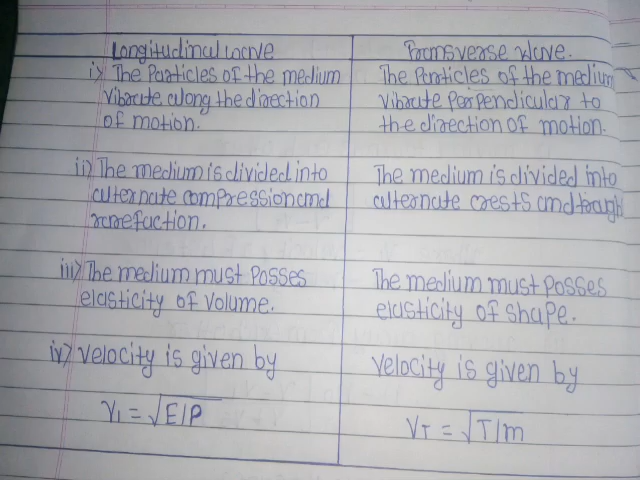 Longitudinal wave
i) The Particles of the medium
vibrate along the direction
of motion.
ii) The medium is divided into
alternate compression and
rarefaction.
iii) The medium must Posses
elasticity of volume.
iv) velocity is given by
V₁ = √E/P
Transverse Wave.
The Particles of the medium
vibrate Perpendicular to
the direction of motion.
The medium is divided into
alternate crests and trough
The medium must Posses
elasticity of shape.
velocity is given by
VT = √T/m